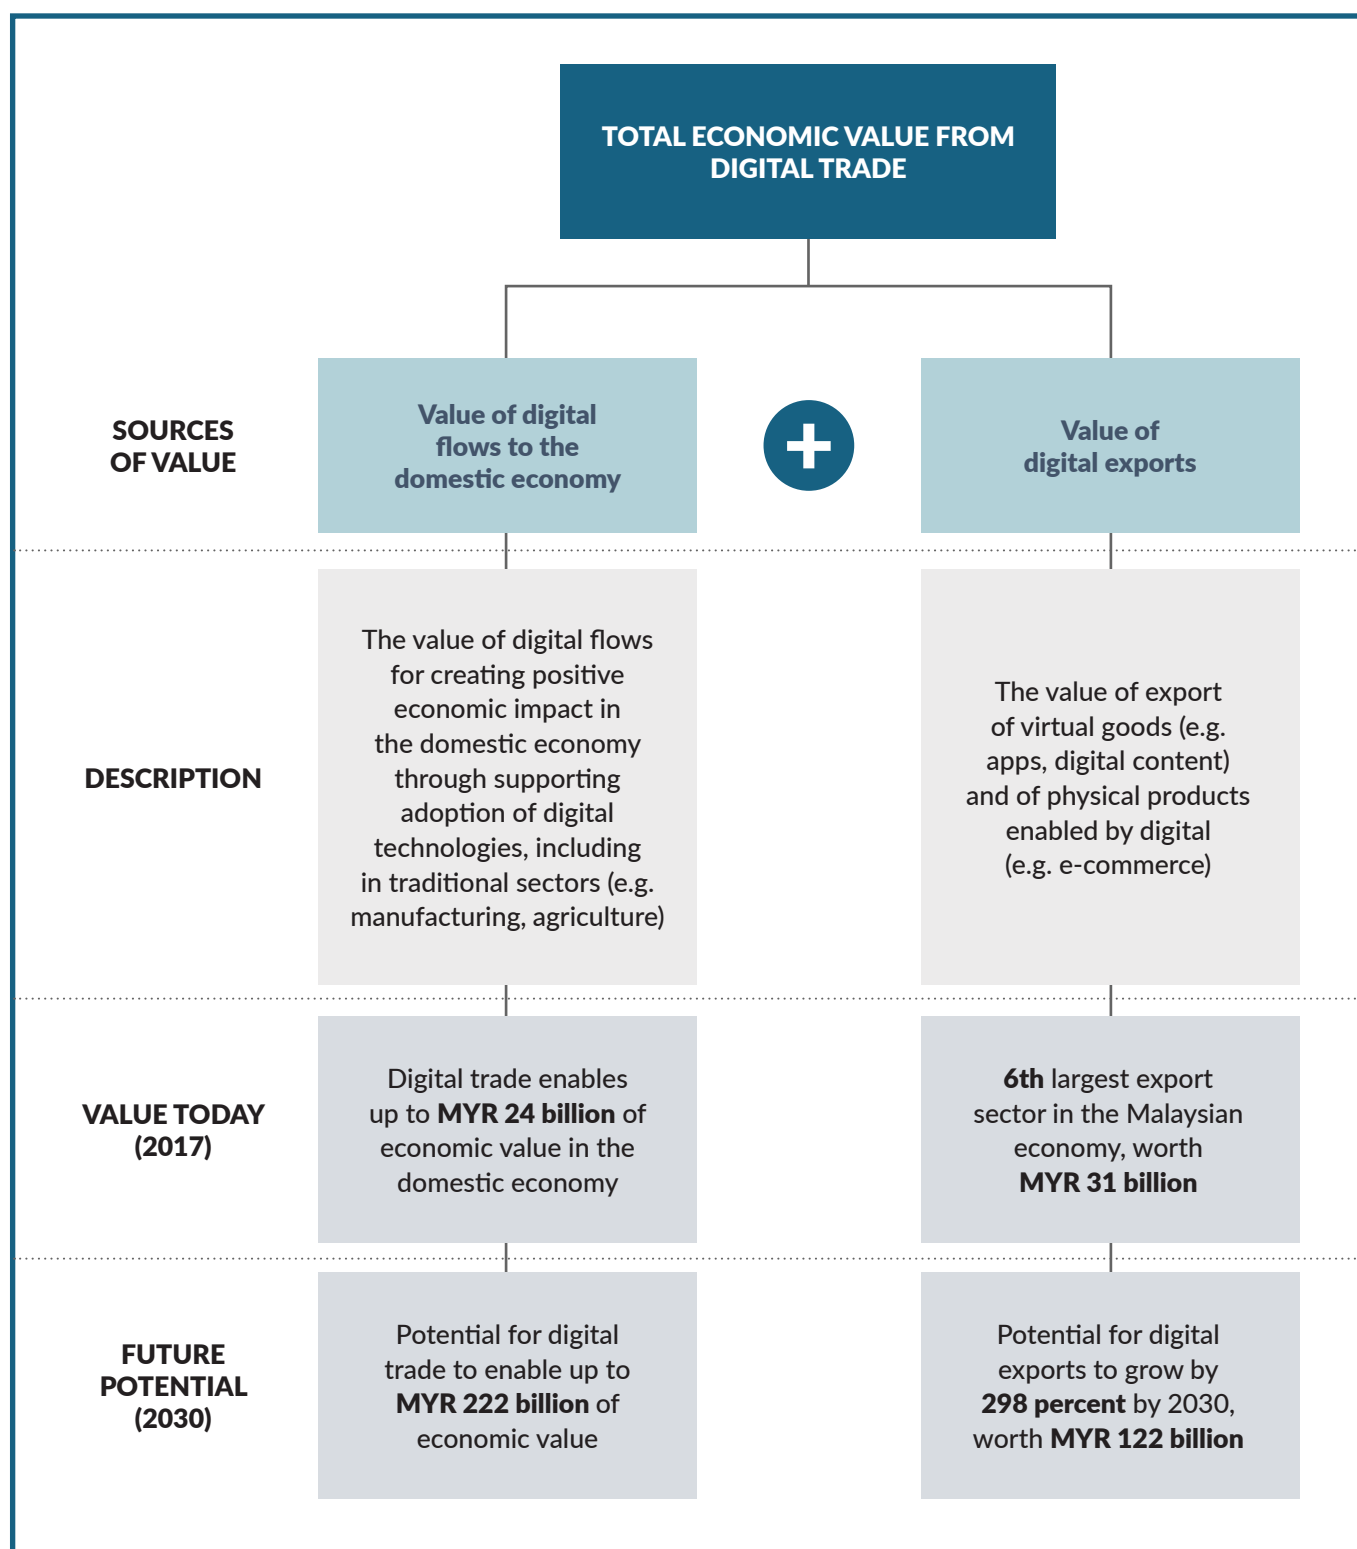 TOTAL ECONOMIC VALUE FROM
DIGITAL TRADE
SOURCES
OF VALUE
Value of digital
flows to the
domestic economy
+
Value of
digital exports
DESCRIPTION
The value of digital flows
for creating positive
economic impact in
the domestic economy
through supporting
adoption of digital
technologies, including
in traditional sectors (e.g.
manufacturing, agriculture)
The value of export
of virtual goods (e.g.
apps, digital content)
and of physical products
enabled by digital
(e.g. e-commerce)
VALUE TODAY
(2017)
Digital trade enables
up to MYR 24 billion of
economic value in the
domestic economy
6th largest export
sector in the Malaysian
economy, worth
MYR 31 billion
FUTURE
POTENTIAL
(2030)
Potential for digital
trade to enable up to
MYR 222 billion of
economic value
Potential for digital
exports to grow by
298 percent by 2030,
worth MYR 122 billion